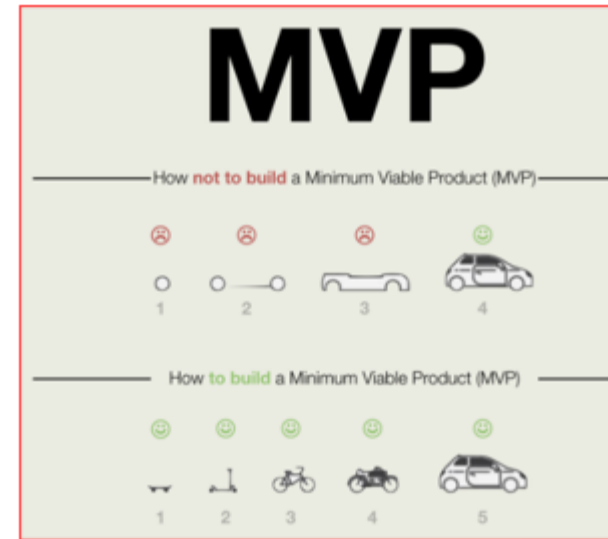 MVP
How not to build a Minimum Viable Product (MVP)
1 2 3 4
How to build a Minimum Viable Product (MVP)
1 2 3 4 5